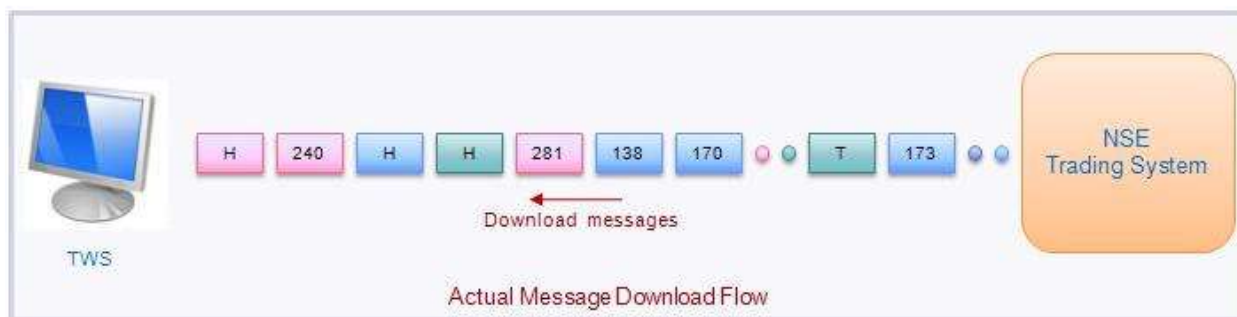 NSE
Trading System
H 240 H H 281 138 170 T 173
Download messages
TWS
Actual Message Download Flow